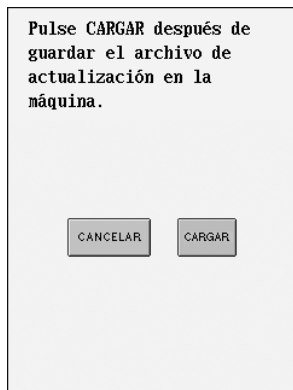 Pulse CARGAR después de
guardar el archivo de
actualización en la
máquina.
CANCELAR CARGAR